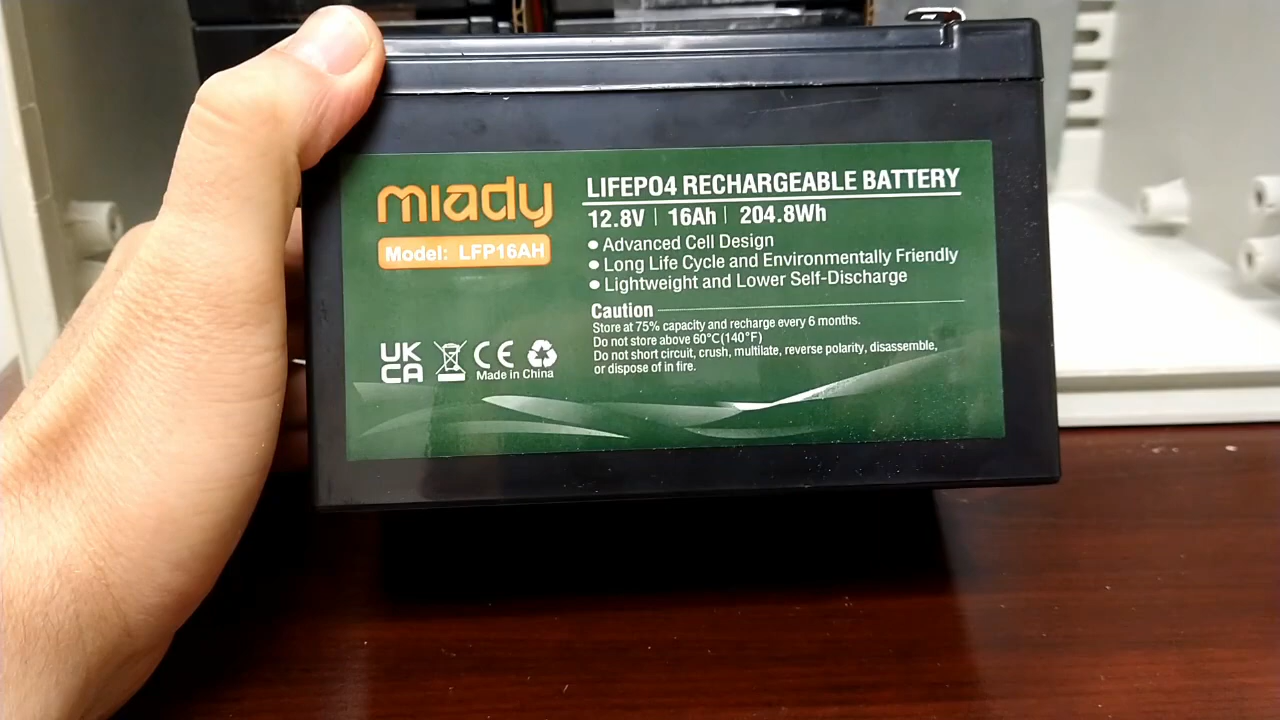 miady
Model: LFP16AH
LIFEPO4 RECHARGEABLE BATTERY
12.8V | 16Ah | 204.8Wh
● Advanced Cell Design
● Long Life Cycle and Environmentally Friendly
● Lightweight and Lower Self-Discharge
Caution
Store at 75% capacity and recharge every 6 months.
Do not store above 60°C(140°F)
Do not short circuit, crush, multilate, reverse polarity, disassemble,
or dispose of in fire.
UK
CA
CE
Made in China